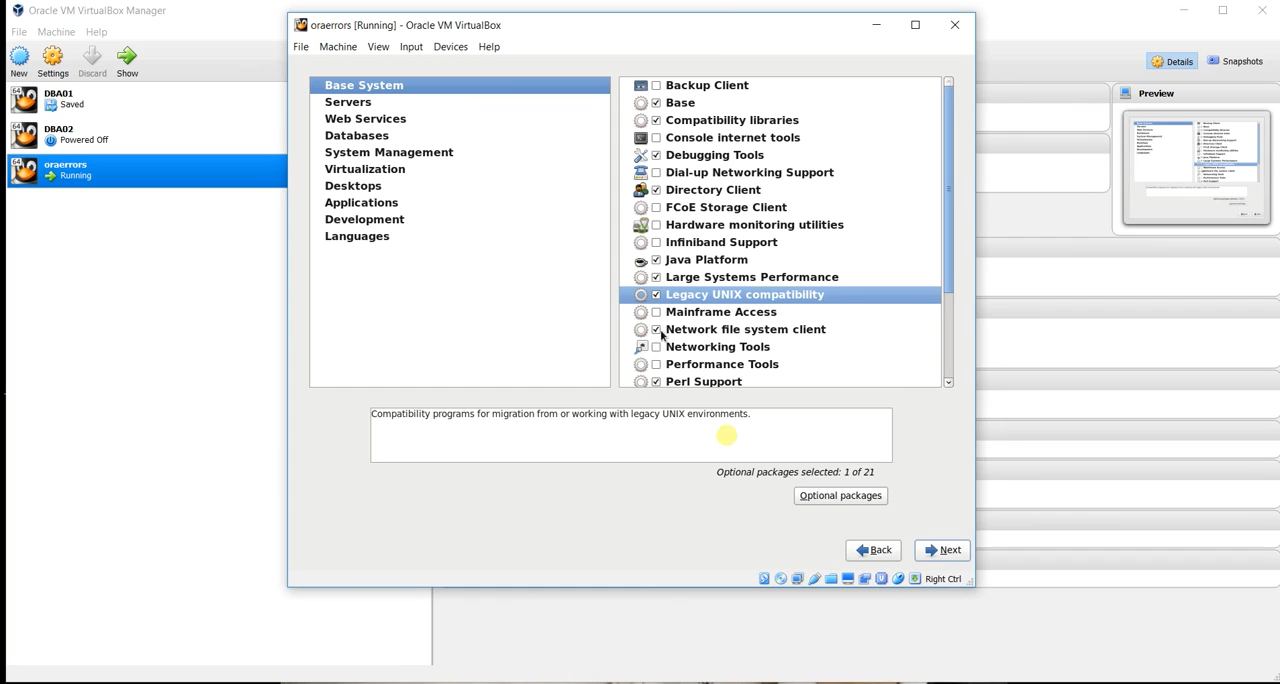 Oracle VM VirtualBox Manager
File Machine Help
New Settings Discard Show
Details Snapshots
64 DBA01
Saved
64 DBA02
Powered Off
64 oraerrors
Running
Preview
oraerrors [Running] - Oracle VM VirtualBox
File Machine View Input Devices Help
Base System
Servers
Web Services
Databases
System Management
Virtualization
Desktops
Applications
Development
Languages
Backup Client
Base
Compatibility libraries
Console internet tools
Debugging Tools
Dial-up Networking Support
Directory Client
FCoE Storage Client
Hardware monitoring utilities
Infiniband Support
Java Platform
Large Systems Performance
Legacy UNIX compatibility
Mainframe Access
Network file system client
Networking Tools
Performance Tools
Perl Support
Compatibility programs for migration from or working with legacy UNIX environments.
Optional packages selected: 1 of 21
Optional packages
Back Next
Right Ctrl